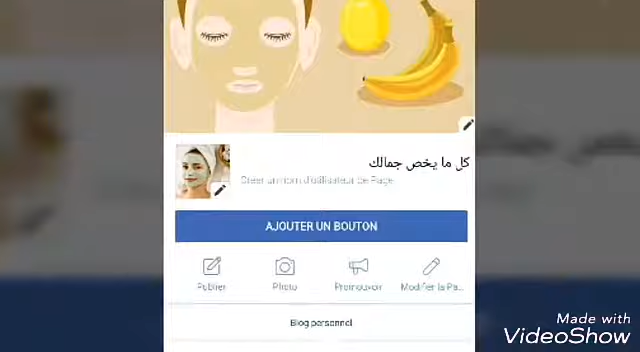 كل ما يخص جمالك
Créer un nom d'utilisateur de Page
AJOUTER UN BOUTON
Publier
Photo
Promouvoir
Modifier la Pa...
Blog personnel
Made with
VideoShow